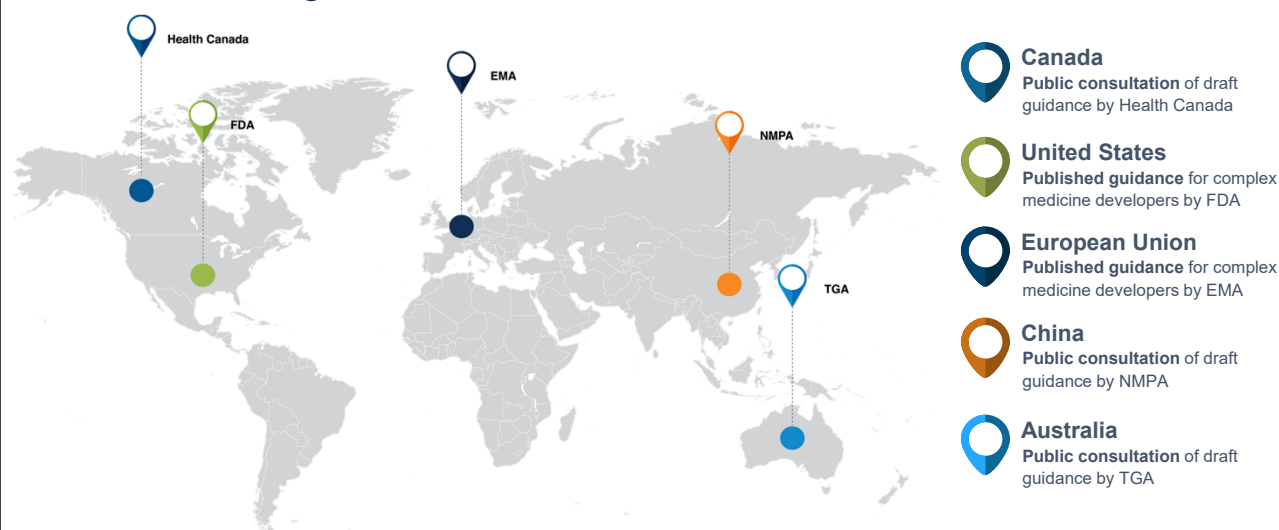 Health Canada
EMA
FDA
NMPA
TGA
Canada
Public consultation of draft
guidance by Health Canada
United States
Published guidance for complex
medicine developers by FDA
European Union
Published guidance for complex
medicine developers by EMA
China
Public consultation of draft
guidance by NMPA
Australia
Public consultation of draft
guidance by TGA